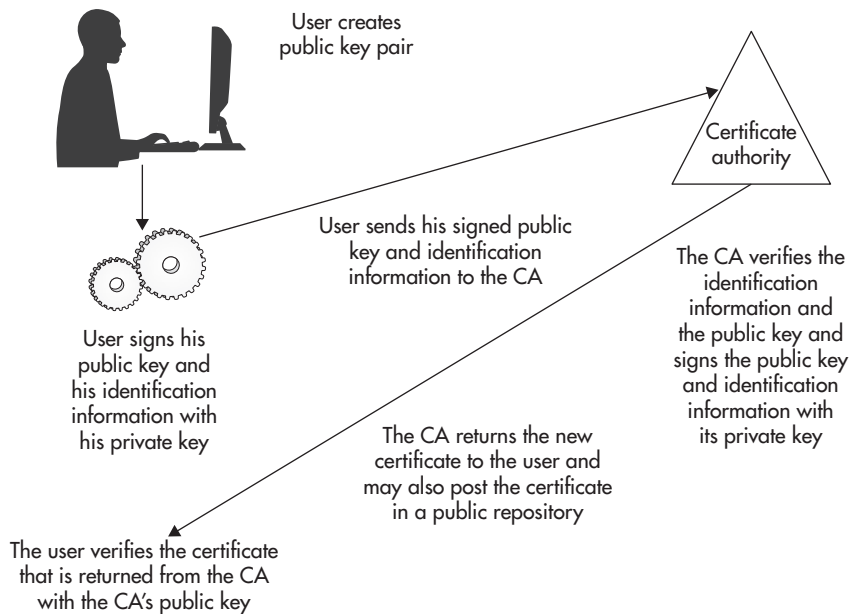 User creates
public key pair
Certificate
authority
User sends his signed public
key and identification
information to the CA
The CA verifies the
identification
information and
the public key and
signs the public key
and identification
information with
its private key
User signs his
public key and
his identification
information with
his private key
The CA returns the new
certificate to the user and
may also post the certificate
in a public repository
The user verifies the certificate
that is returned from the CA
with the CA's public key